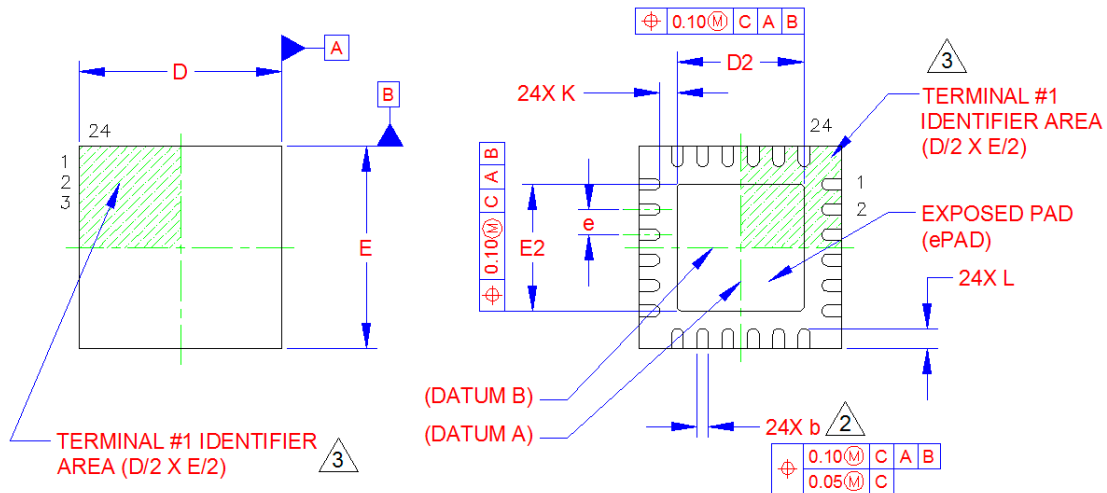 D
A
B
24
1
2
3
E
TERMINAL #1 IDENTIFIER
AREA (D/2 X E/2)
3
⌖ 0.10Ⓜ C A B
D2
24X K
3
TERMINAL #1
IDENTIFIER AREA
(D/2 X E/2)
24
1
2
⌖ 0.10Ⓜ C A B
e
E2
EXPOSED PAD
(ePAD)
24X L
(DATUM B)
(DATUM A)
24X b
2
⌖ 0.10Ⓜ C A B
0.05Ⓜ C